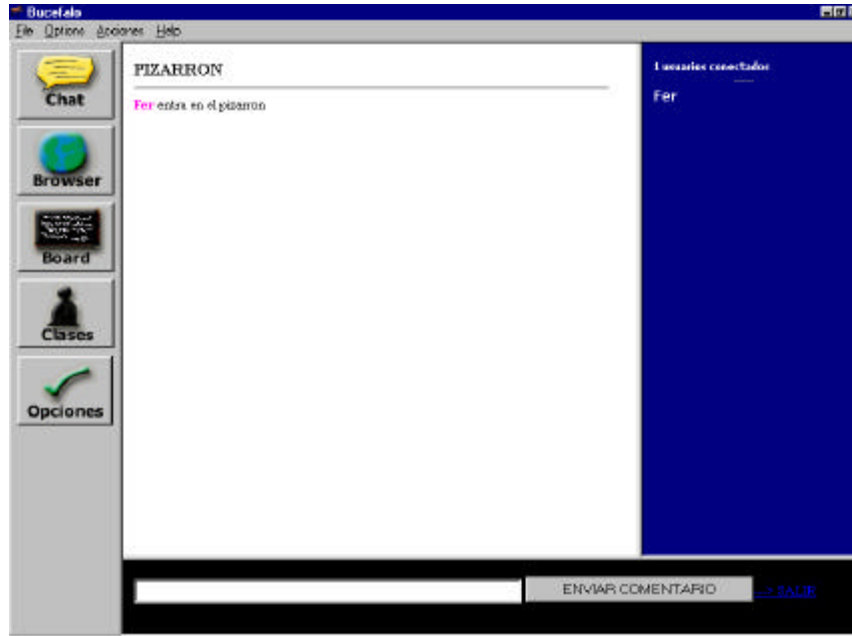 Bucefalo
File Options Acciones Help
Chat
Browser
Board
Clases
Opciones
PIZARRON
Fer entra en el pizarron
1 usuarios conectados
Fer
ENVIAR COMENTARIO
--> SALIR